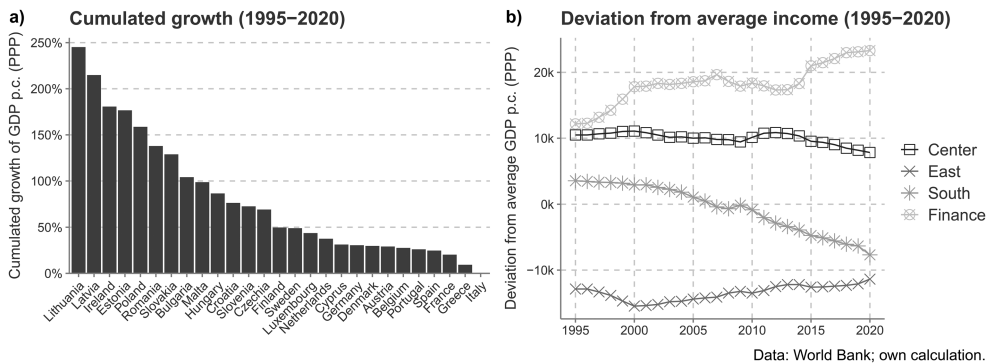 a) Cumulated growth (1995−2020)
Cumulated growth of GDP p.c. (PPP)
250%
200%
150%
100%
50%
0%
Lithuania
Latvia
Ireland
Estonia
Poland
Romania
Slovakia
Bulgaria
Malta
Hungary
Croatia
Slovenia
Czechia
Finland
Sweden
Luxembourg
Netherlands
Cyprus
Germany
Denmark
Austria
Belgium
Portugal
Spain
France
Greece
Italy
b) Deviation from average income (1995−2020)
Deviation from average GDP p.c. (PPP)
20k
10k
0k
−10k
1995 2000 2005 2010 2015 2020
Center
East
South
Finance
Data: World Bank; own calculation.